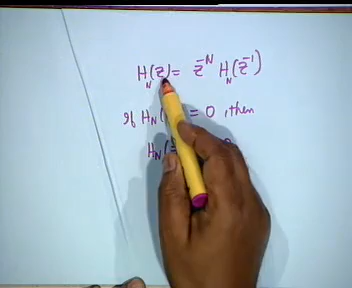 H_N(z) = z^{-N} H_N(z^{-1})
If H_N( = 0, then
H_N(